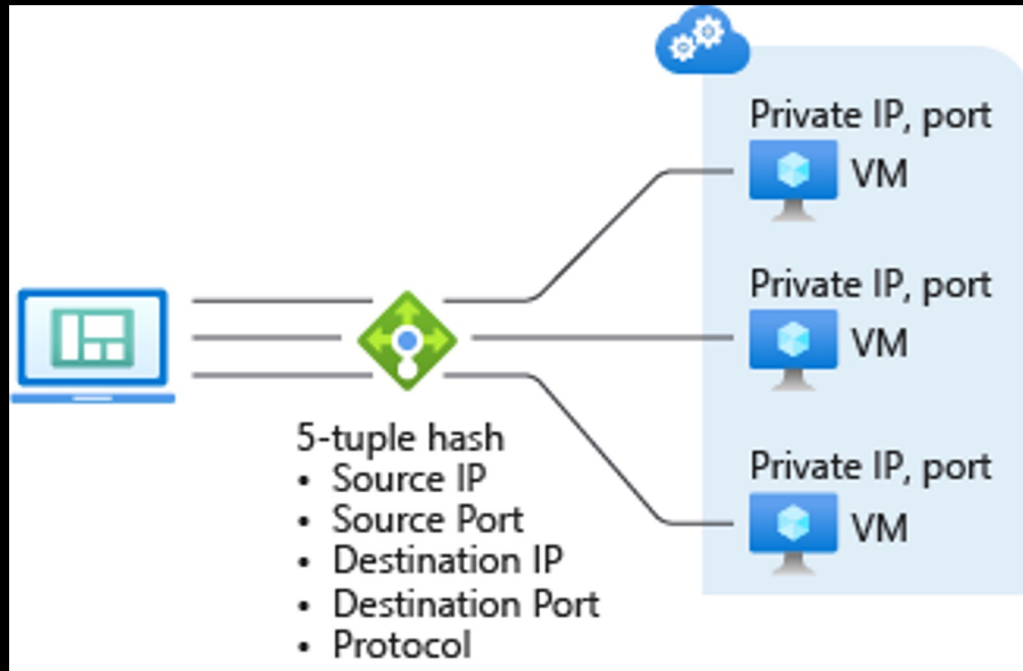 Private IP, port
VM
Private IP, port
VM
Private IP, port
VM
5-tuple hash
• Source IP
• Source Port
• Destination IP
• Destination Port
• Protocol